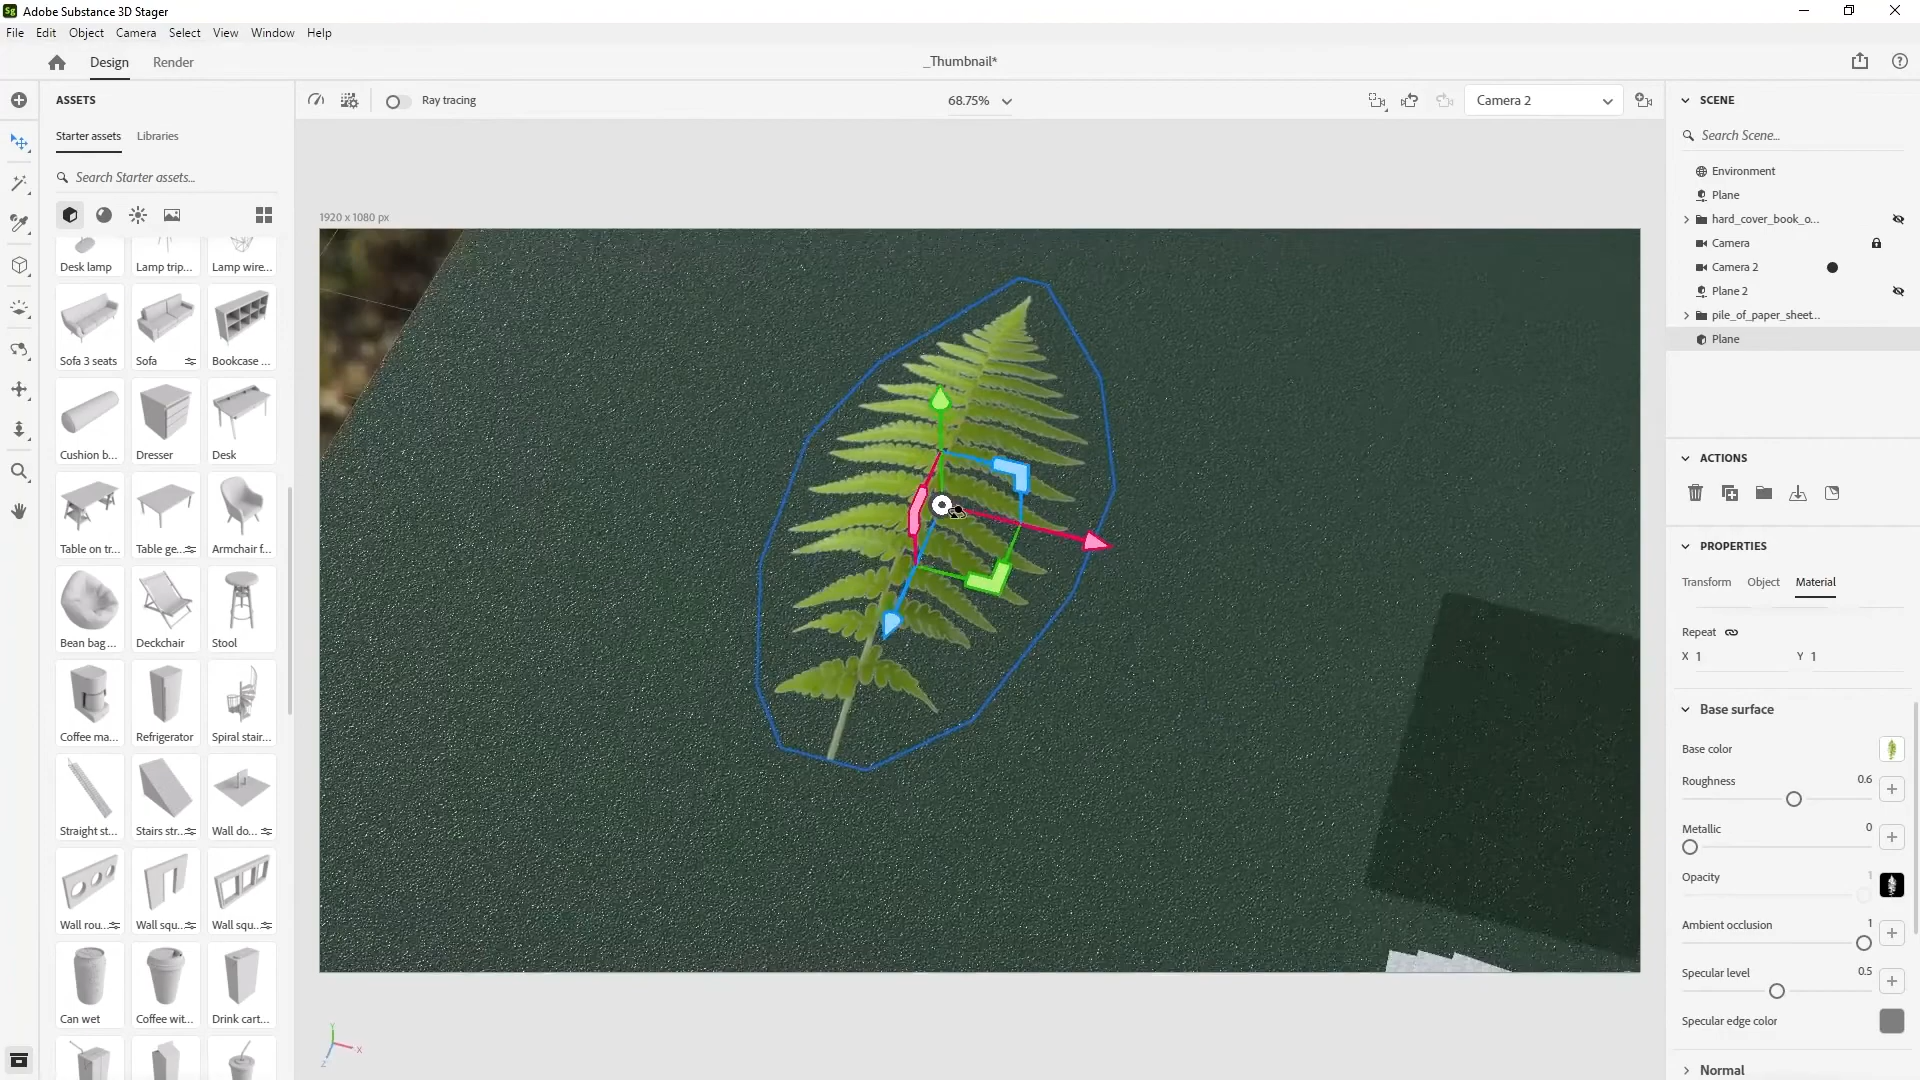 Sg Adobe Substance 3D Stager
File Edit Object Camera Select View Window Help
Design Render
_Thumbnail*
ASSETS
Starter assets Libraries
Search Starter assets...
Desk lamp Lamp trip... Lamp wire...
Sofa 3 seats Sofa Bookcase ...
Cushion b... Dresser Desk
Table on tr... Table ge... Armchair f...
Bean bag ... Deckchair Stool
Coffee ma... Refrigerator Spiral stair...
Straight st... Stairs str... Wall do...
Wall rou... Wall squ... Wall squ...
Can wet Coffee wit... Drink cart...
Ray tracing
68.75%
Camera 2
1920 x 1080 px
Y
X
Z
SCENE
Search Scene...
Environment
Plane
hard_cover_book_o...
Camera
Camera 2
Plane 2
pile_of_paper_sheet...
Plane
ACTIONS
PROPERTIES
Transform Object Material
Repeat
X 1 Y 1
Base surface
Base color
Roughness 0.6
Metallic 0
Opacity 1
Ambient occlusion 1
Specular level 0.5
Specular edge color
Normal